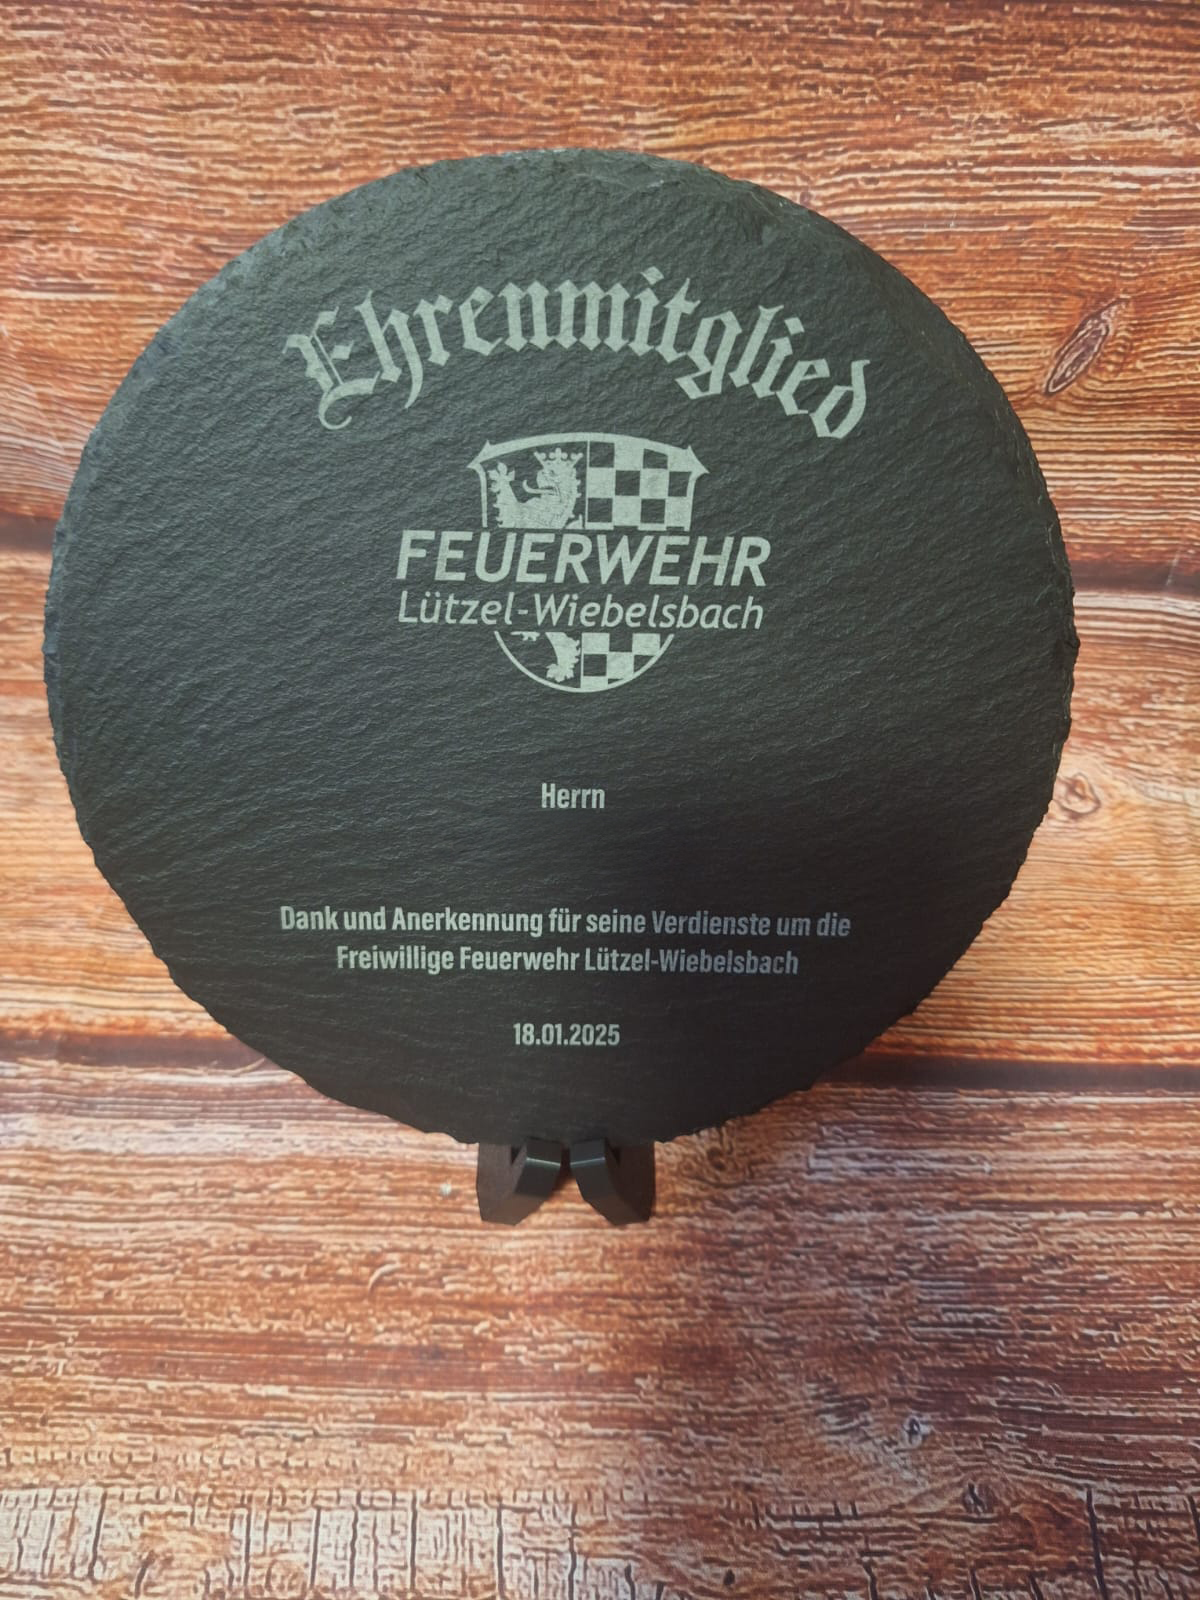 Ehrenmitglied
FEUERWEHR
Lützel-Wiebelsbach
Herrn
Dank und Anerkennung für seine Verdienste um die
Freiwillige Feuerwehr Lützel-Wiebelsbach
18.01.2025